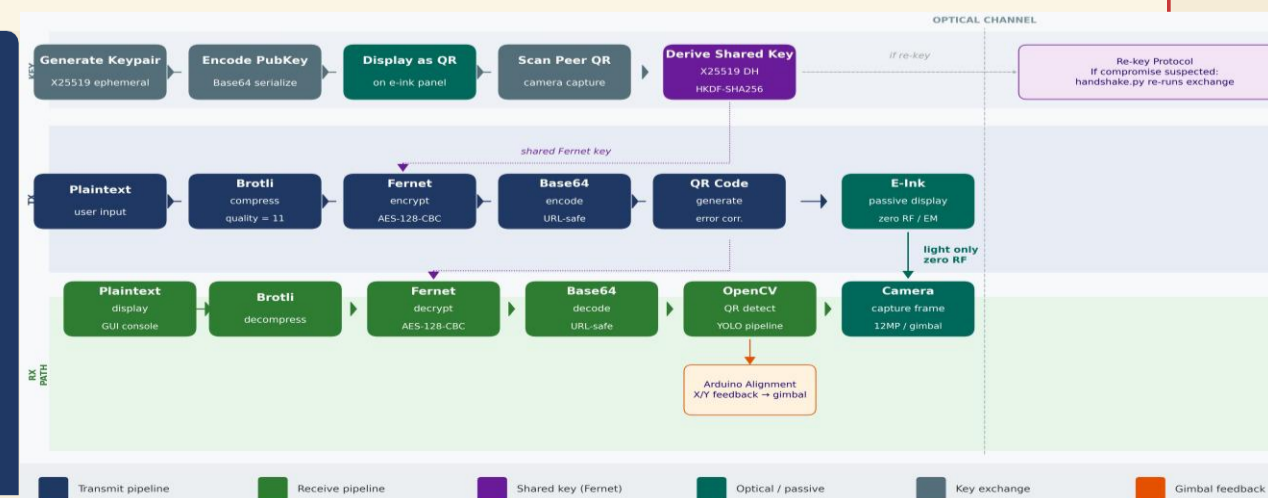 OPTICAL CHANNEL
KEY
Generate Keypair
X25519 ephemeral
Encode PubKey
Base64 serialize
Display as QR
on e-ink panel
Scan Peer QR
camera capture
Derive Shared Key
X25519 DH
HKDF-SHA256
if re-key
Re-key Protocol
If compromise suspected:
handshake.py re-runs exchange
shared Fernet key
TX
Plaintext
user input
Brotli
compress
quality = 11
Fernet
encrypt
AES-128-CBC
Base64
encode
URL-safe
QR Code
generate
error corr.
E-Ink
passive display
zero RF / EM
light only
zero RF
RX
PATH
Plaintext
display
GUI console
Brotli
decompress
Fernet
decrypt
AES-128-CBC
Base64
decode
URL-safe
OpenCV
QR detect
YOLO pipeline
Camera
capture frame
12MP / gimbal
Arduino Alignment
X/Y feedback → gimbal
Transmit pipeline
Receive pipeline
Shared key (Fernet)
Optical / passive
Key exchange
Gimbal feedback